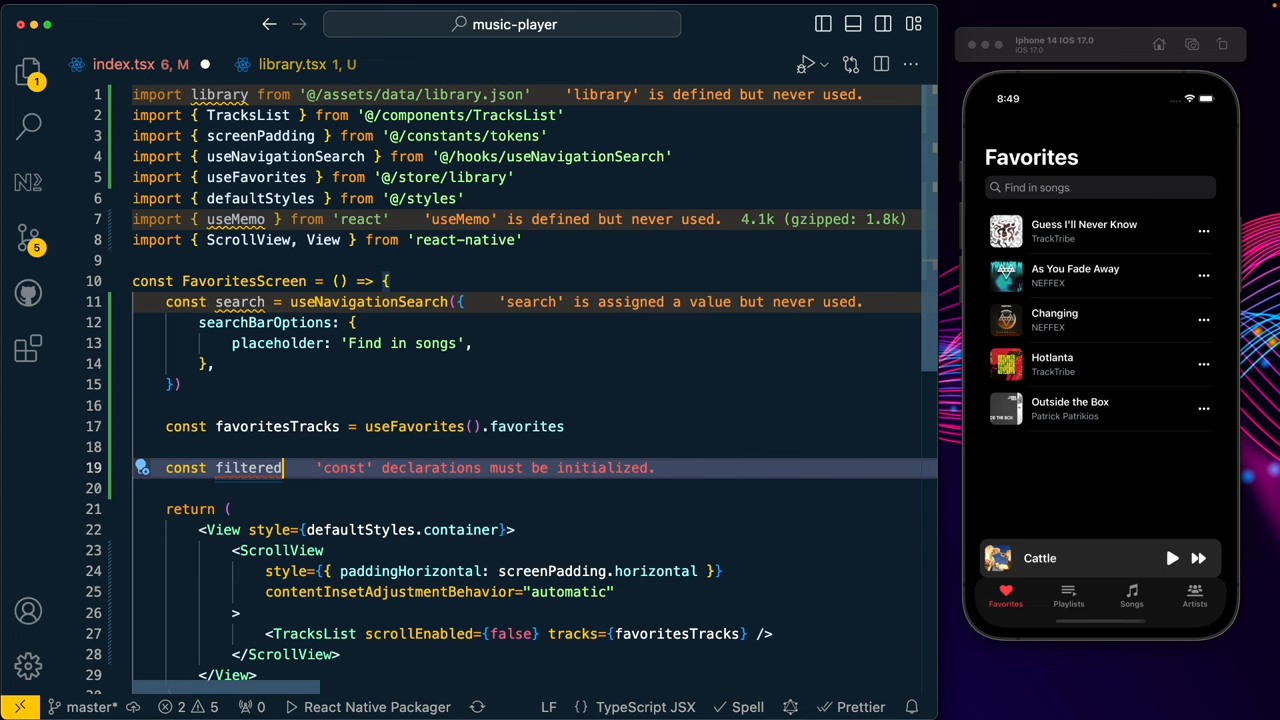 music-player
index.tsx 6, M
library.tsx 1, U
1 import library from '@/assets/data/library.json' 'library' is defined but never used.
2 import { TracksList } from '@/components/TracksList'
3 import { screenPadding } from '@/constants/tokens'
4 import { useNavigationSearch } from '@/hooks/useNavigationSearch'
5 import { useFavorites } from '@/store/library'
6 import { defaultStyles } from '@/styles'
7 import { useMemo } from 'react' 'useMemo' is defined but never used. 4.1k (gzipped: 1.8k)
8 import { ScrollView, View } from 'react-native'
9
10 const FavoritesScreen = () => {
11 const search = useNavigationSearch({ 'search' is assigned a value but never used.
12 searchBarOptions: {
13 placeholder: 'Find in songs',
14 },
15 })
16
17 const favoritesTracks = useFavorites().favorites
18
19 const filtered 'const' declarations must be initialized.
20
21 return (
22 <View style={defaultStyles.container}>
23 <ScrollView
24 style={{ paddingHorizontal: screenPadding.horizontal }}
25 contentInsetAdjustmentBehavior="automatic"
26 >
27 <TracksList scrollEnabled={false} tracks={favoritesTracks} />
28 </ScrollView>
29 </View>
1
5
master* 2 5 0 React Native Packager LF {} TypeScript JSX Spell Prettier
Iphone 14 IOS 17.0
iOS 17.0
8:49
Favorites
Find in songs
Guess I'll Never Know
TrackTribe
As You Fade Away
NEFFEX
Changing
NEFFEX
Hotlanta
TrackTribe
Outside the Box
Patrick Patrikios
Cattle
Favorites Playlists Songs Artists